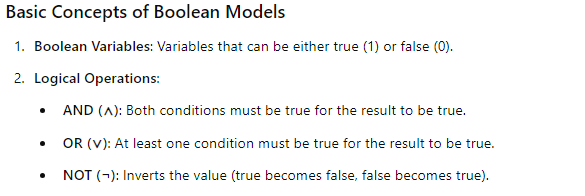 Basic Concepts of Boolean Models
1. Boolean Variables: Variables that can be either true (1) or false (0).
2. Logical Operations:
• AND (∧): Both conditions must be true for the result to be true.
• OR (∨): At least one condition must be true for the result to be true.
• NOT (¬): Inverts the value (true becomes false, false becomes true).